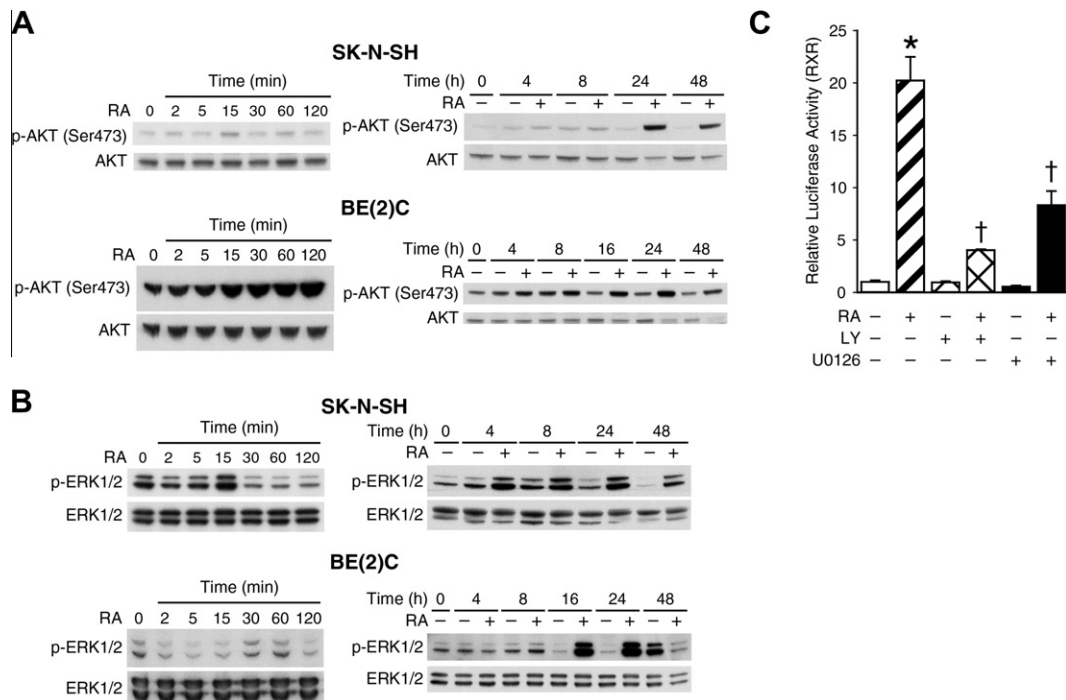 A
SK-N-SH
Time (min)
RA 0 2 5 15 30 60 120
p-AKT (Ser473)
AKT
Time (h) 0 4 8 24 48
RA – – + – + – + – +
p-AKT (Ser473)
AKT
BE(2)C
Time (min)
RA 0 2 5 15 30 60 120
p-AKT (Ser473)
AKT
Time (h) 0 4 8 16 24 48
RA – – + – + – + – + – +
p-AKT (Ser473)
AKT
B
SK-N-SH
Time (min)
RA 0 2 5 15 30 60 120
p-ERK1/2
ERK1/2
Time (h) 0 4 8 24 48
RA – – + – + – + – +
p-ERK1/2
ERK1/2
BE(2)C
Time (min)
RA 0 2 5 15 30 60 120
p-ERK1/2
ERK1/2
Time (h) 0 4 8 16 24 48
RA – – + – + – + – + – +
p-ERK1/2
ERK1/2
C
Relative Luciferase Activity (RXR)
25
20
15
10
5
0
* † †
RA – + – + – +
LY – – + + – –
U0126 – – – – + +